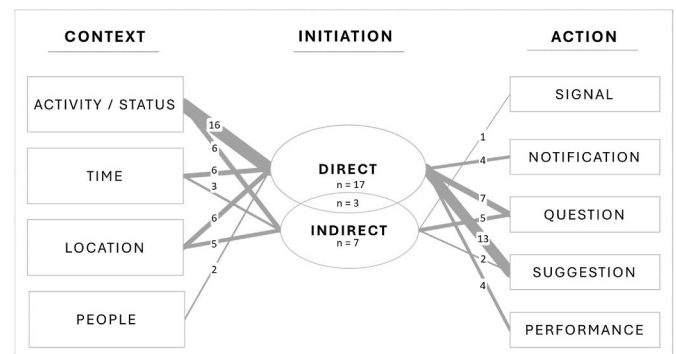 CONTEXT
INITIATION
ACTION
ACTIVITY / STATUS
TIME
LOCATION
PEOPLE
16
6
6
3
6
5
2
DIRECT
n = 17
n = 3
INDIRECT
n = 7
1
4
7
5
13
2
4
SIGNAL
NOTIFICATION
QUESTION
SUGGESTION
PERFORMANCE